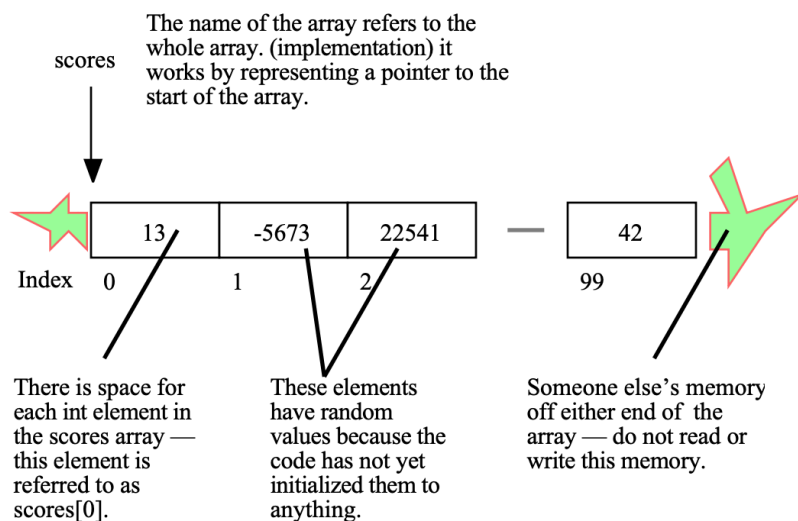 The name of the array refers to the
whole array. (implementation) it
works by representing a pointer to the
start of the array.
scores
13 -5673 22541 42
Index 0 1 2 99
There is space for
each int element in
the scores array —
this element is
referred to as
scores[0].
These elements
have random
values because the
code has not yet
initialized them to
anything.
Someone else’s memory
off either end of the
array — do not read or
write this memory.